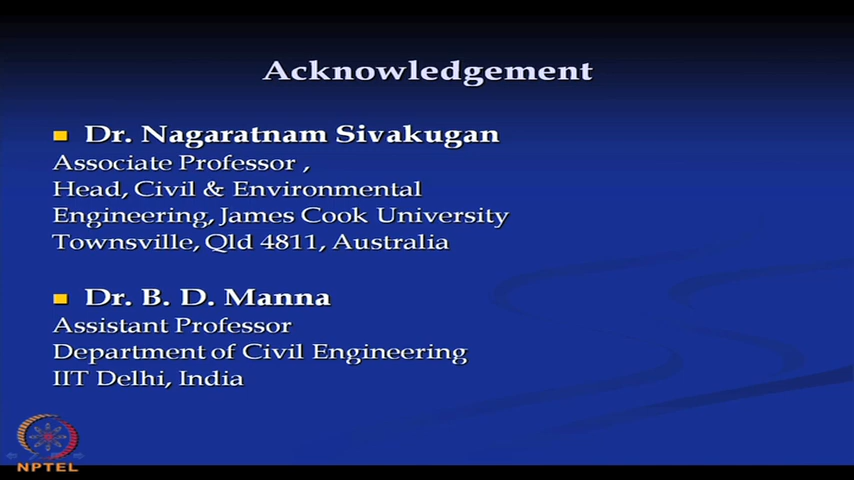 Acknowledgement
Dr. Nagaratnam Sivakugan
Associate Professor ,
Head, Civil & Environmental
Engineering, James Cook University
Townsville, Qld 4811, Australia
Dr. B. D. Manna
Assistant Professor
Department of Civil Engineering
IIT Delhi, India
NPTEL